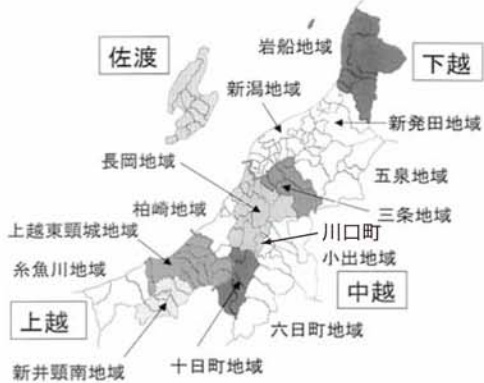 岩船地域
佐渡
下越
新潟地域
新発田地域
長岡地域
五泉地域
柏崎地域
三条地域
上越東頸城地域
川口町
糸魚川地域
小出地域
中越
上越
六日町地域
新井頸南地域
十日町地域